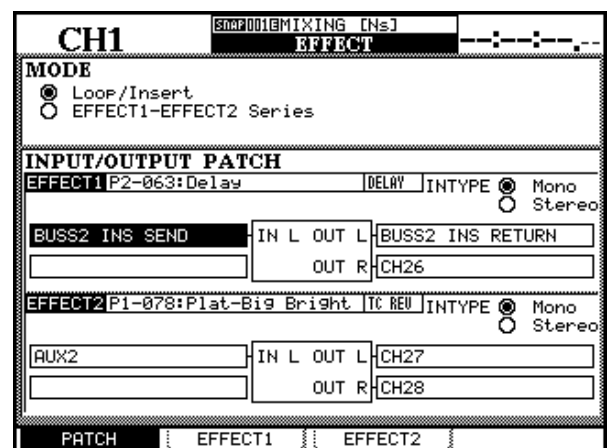 CH1
SNAP001 MIXING [Ns]
EFFECT
--:--:--,--
MODE
Loop/Insert
EFFECT1-EFFECT2 Series
INPUT/OUTPUT PATCH
EFFECT1 P2-063:Delay DELAY INTYPE Mono
Stereo
BUSS2 INS SEND IN L OUT L BUSS2 INS RETURN
OUT R CH26
EFFECT2 P1-078:Plat-Big Bright TC REV INTYPE Mono
Stereo
AUX2 IN L OUT L CH27
OUT R CH28
PATCH EFFECT1 EFFECT2